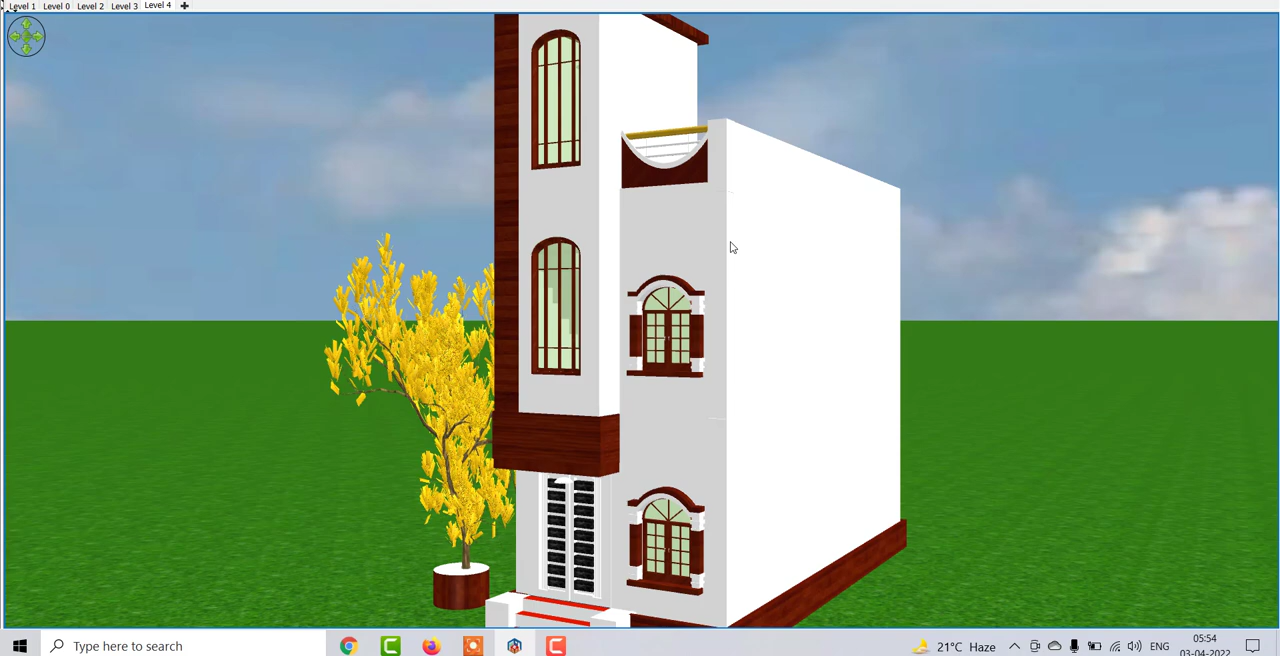 Level 1 Level 0 Level 2 Level 3 Level 4
Type here to search
21°C Haze
ENG
05:54
03-04-2022